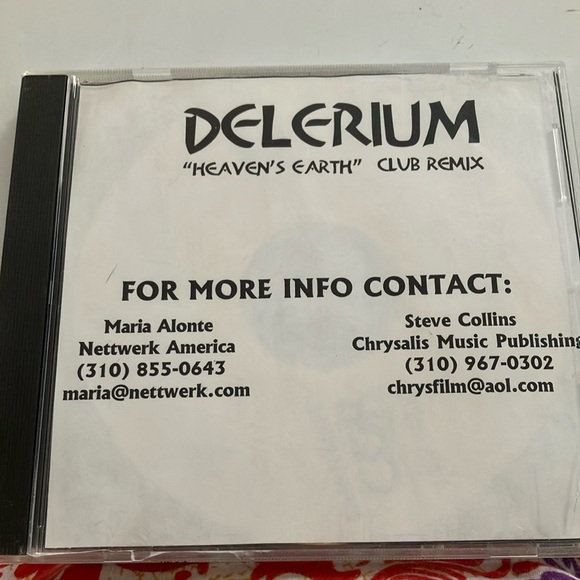 DELERIUM
"HEAVEN'S EARTH" CLUB REMIX
FOR MORE INFO CONTACT:
Maria Alonte
Nettwerk America
(310) 855-0643
maria@nettwerk.com
Steve Collins
Chrysalis Music Publishing
(310) 967-0302
chrysfilm@aol.com